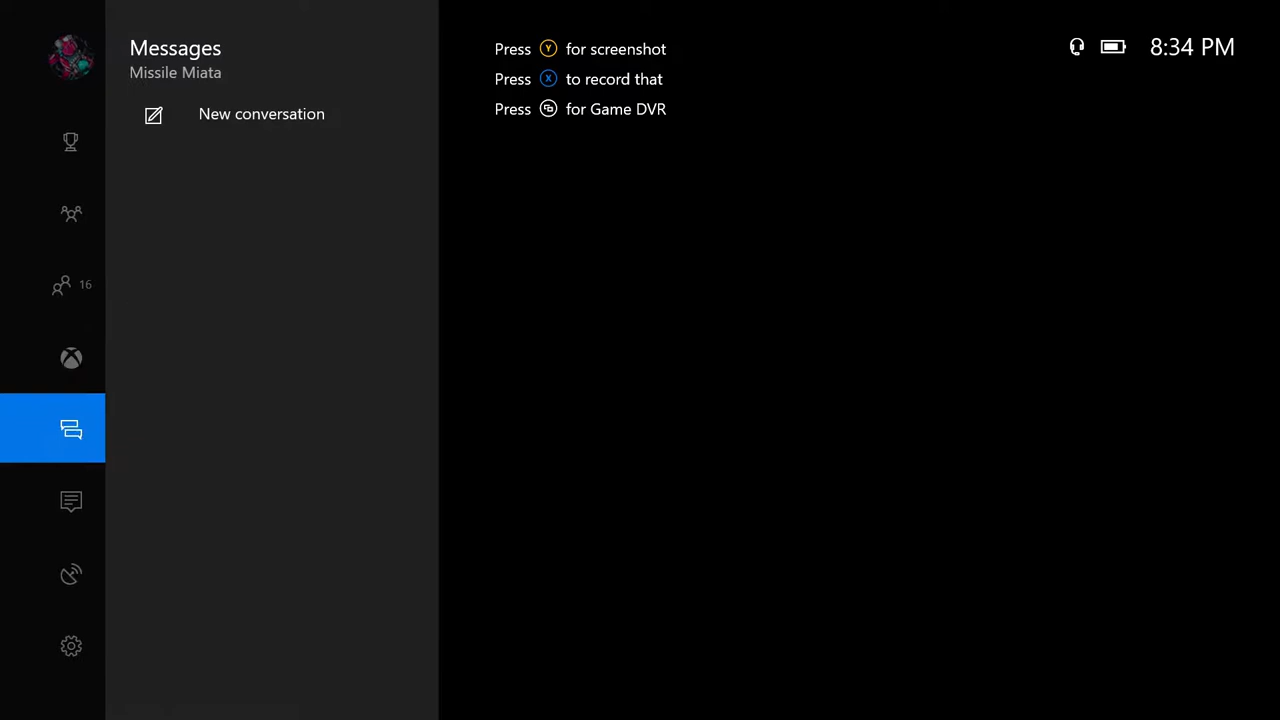 Messages
Missile Miata
New conversation
16
Press Y for screenshot
Press X to record that
Press for Game DVR
8:34 PM